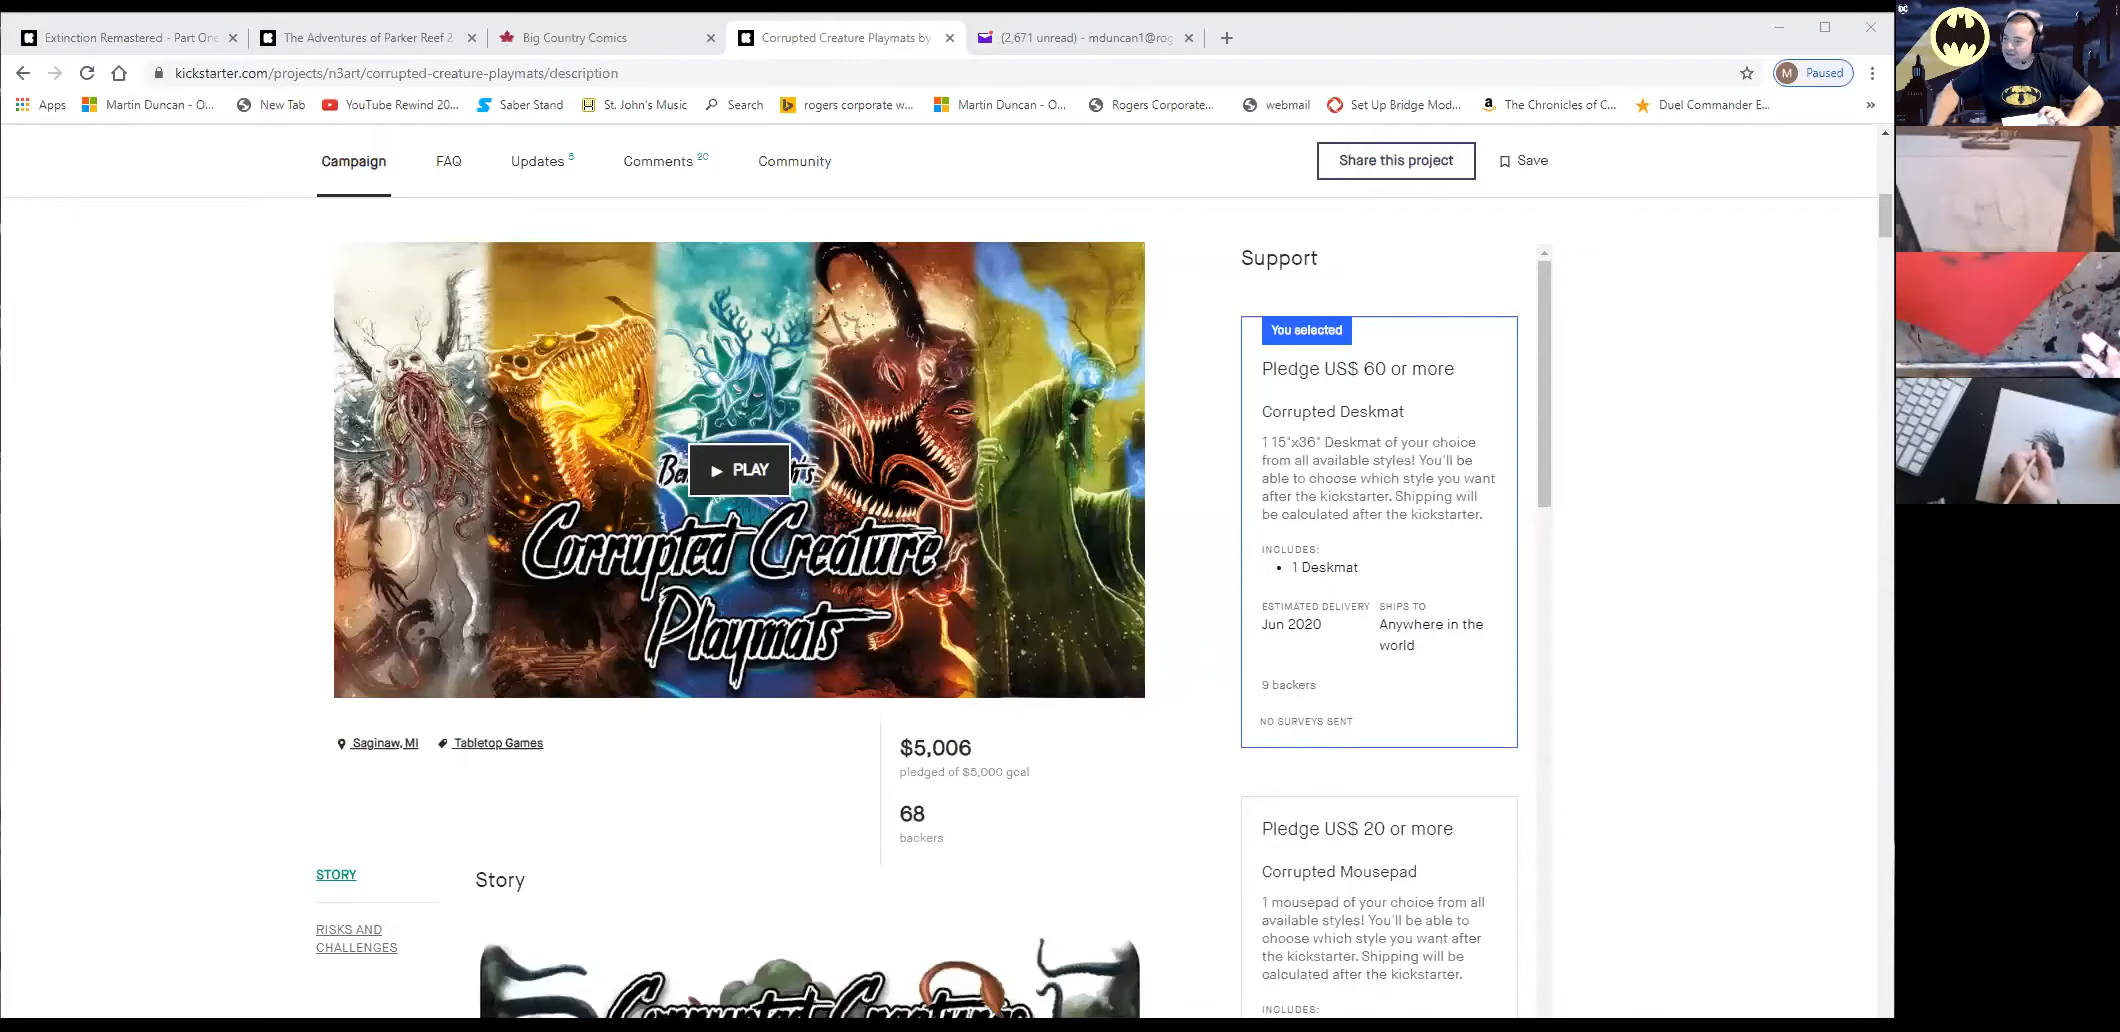 Extinction Remastered - Part One
The Adventures of Parker Reef 2
Big Country Comics
Corrupted Creature Playmats by
(2,671 unread) - mduncan1@rog
kickstarter.com/projects/n3art/corrupted-creature-playmats/description
M Paused
Apps
Martin Duncan - O...
New Tab
YouTube Rewind 20...
Saber Stand
St. John's Music
Search
rogers corporate w...
Martin Duncan - O...
Rogers Corporate...
webmail
Set Up Bridge Mod...
The Chronicles of C...
Duel Commander E...
DC
Campaign
FAQ
Updates 5
Comments 20
Community
Share this project
Save
PLAY
Corrupted Creature
Playmats
Saginaw, MI
Tabletop Games
$5,006
pledged of $5,000 goal
68
backers
STORY
RISKS AND
CHALLENGES
Story
Corrupted Creature
Support
You selected
Pledge US$ 60 or more
Corrupted Deskmat
1 15"x36" Deskmat of your choice
from all available styles! You'll be
able to choose which style you want
after the kickstarter. Shipping will
be calculated after the kickstarter.
INCLUDES:
• 1 Deskmat
ESTIMATED DELIVERY
Jun 2020
SHIPS TO
Anywhere in the
world
9 backers
NO SURVEYS SENT
Pledge US$ 20 or more
Corrupted Mousepad
1 mousepad of your choice from all
available styles! You'll be able to
choose which style you want after
the kickstarter. Shipping will be
calculated after the kickstarter.
INCLUDES: